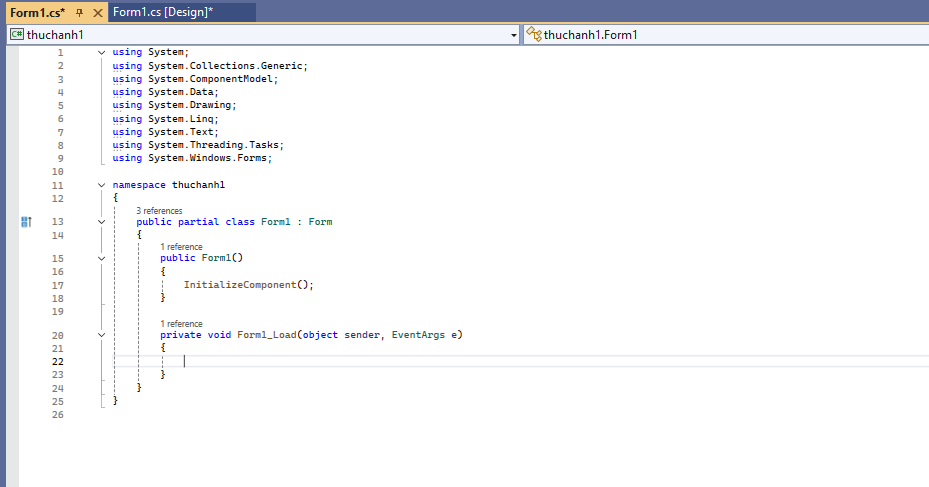 Form1.cs* Form1.cs [Design]*
C# thuchanh1 thuchanh1.Form1
1 using System;
2 using System.Collections.Generic;
3 using System.ComponentModel;
4 using System.Data;
5 using System.Drawing;
6 using System.Linq;
7 using System.Text;
8 using System.Threading.Tasks;
9 using System.Windows.Forms;
10
11 namespace thuchanh1
12 {
3 references
13 public partial class Form1 : Form
14 {
1 reference
15 public Form1()
16 {
17 InitializeComponent();
18 }
19
1 reference
20 private void Form1_Load(object sender, EventArgs e)
21 {
22
23 }
24 }
25 }
26